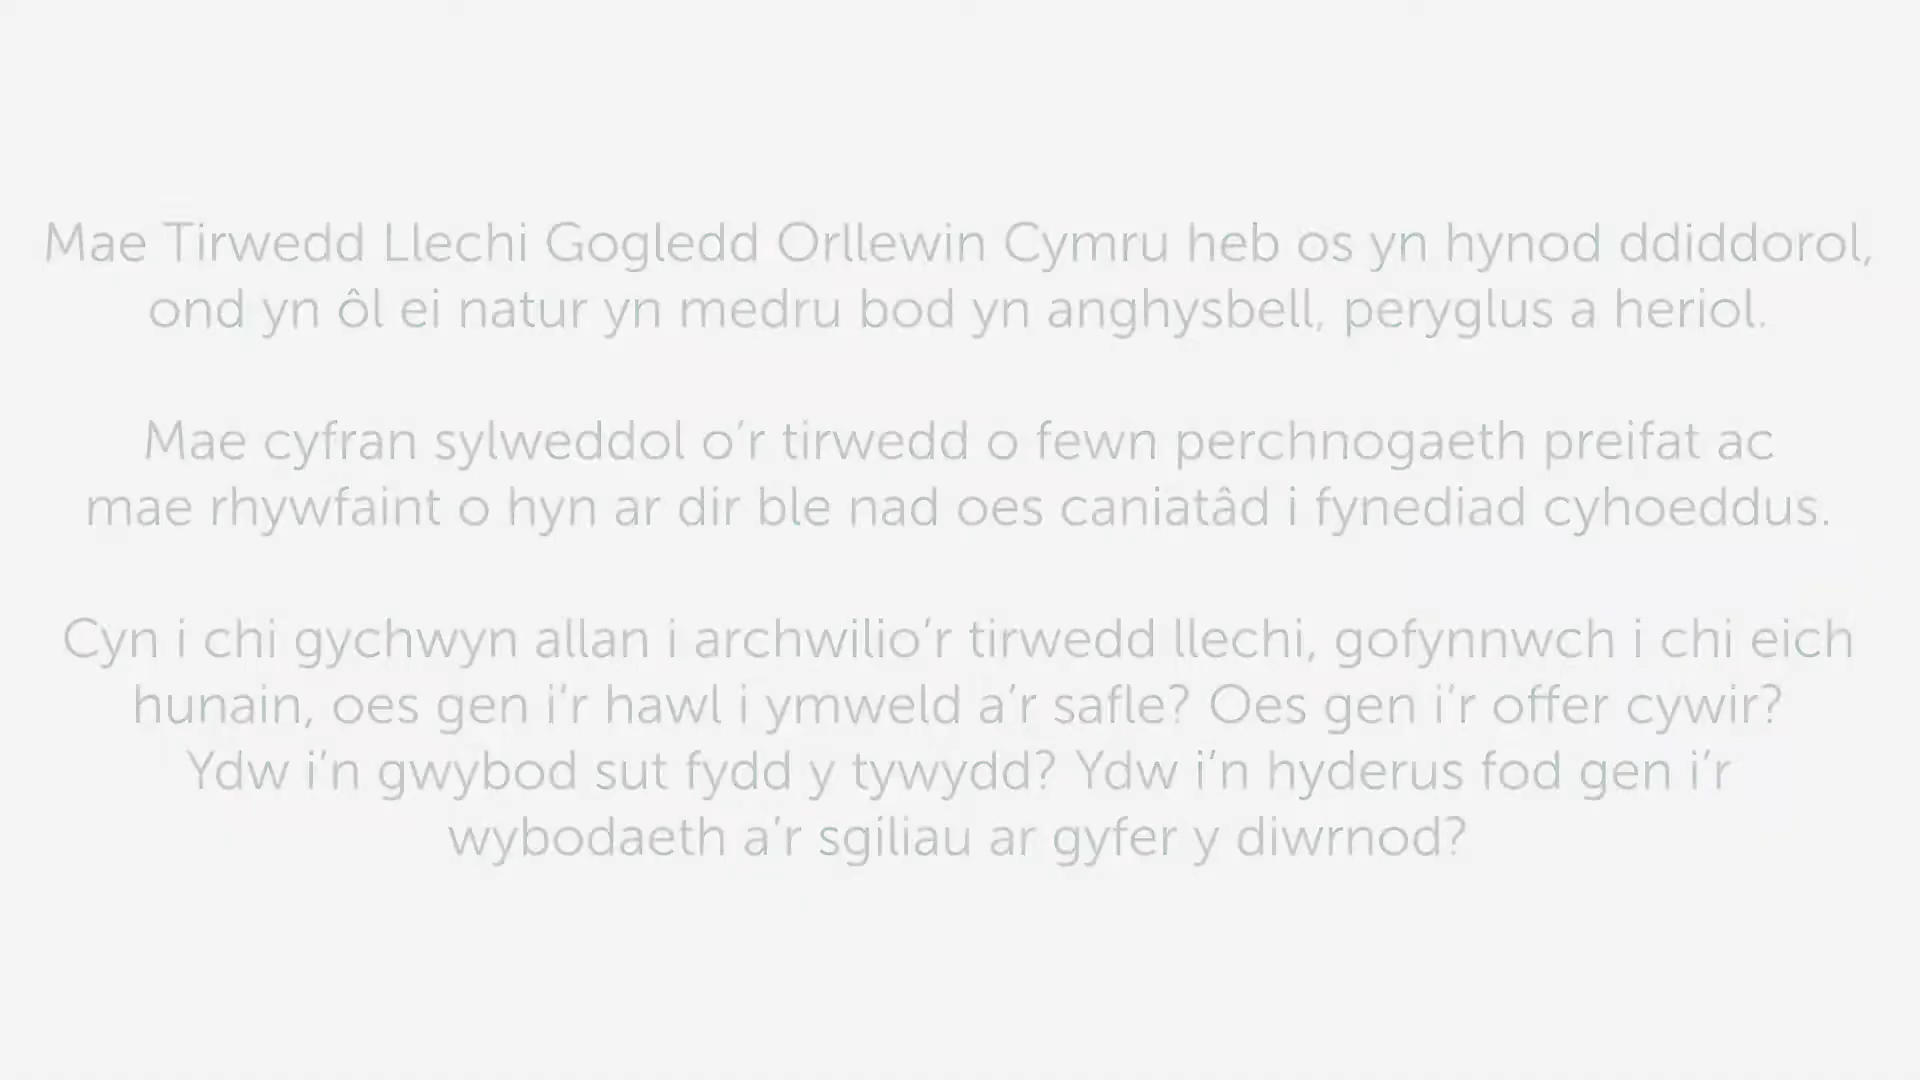 Mae Tirwedd Llechi Gogledd Orllewin Cymru heb os yn hynod ddiddorol,
ond yn ôl ei natur yn medru bod yn anghysbell, peryglus a heriol.
Mae cyfran sylweddol o’r tirwedd o fewn perchnogaeth preifat ac
mae rhywfaint o hyn ar dir ble nad oes caniatâd i fynediad cyhoeddus.
Cyn i chi gychwyn allan i archwilio’r tirwedd llechi, gofynnwch i chi eich
hunain, oes gen i’r hawl i ymweld a’r safle? Oes gen i’r offer cywir?
Ydw i’n gwybod sut fydd y tywydd? Ydw i’n hyderus fod gen i’r
wybodaeth a’r sgiliau ar gyfer y diwrnod?